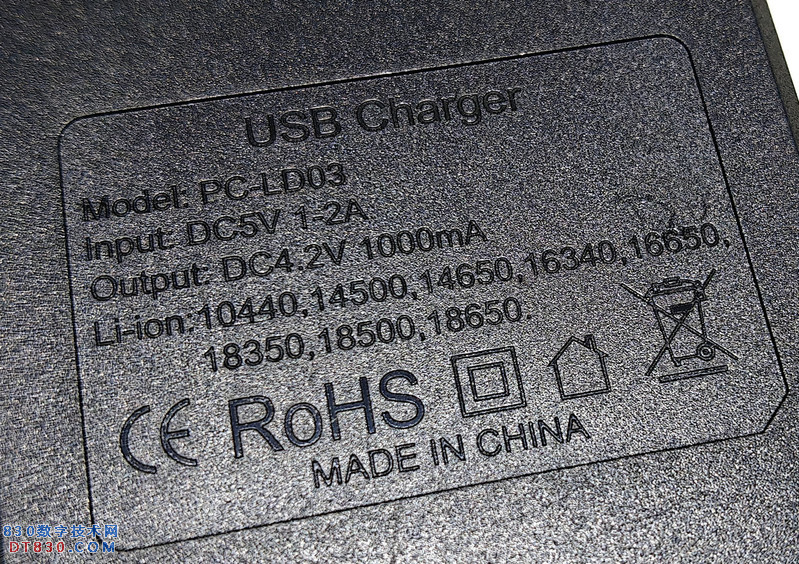 USB Charger
Model: PC-LD03
Input: DC5V 1-2A
Output: DC4.2V 1000mA
Li-ion:10440,14500,14650,16340,16650,
18350,18500,18650.
CE RoHS
MADE IN CHINA
830数字技术网
DT830.COM